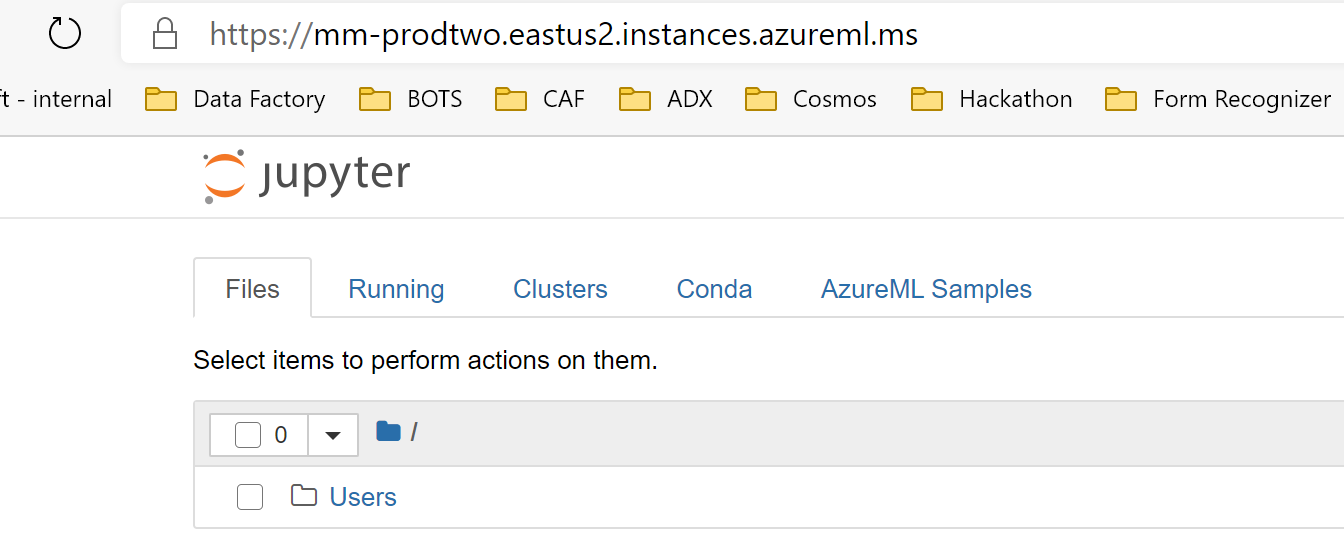 https://mm-prodtwo.eastus2.instances.azureml.ms
ft - internal Data Factory BOTS CAF ADX Cosmos Hackathon Form Recognizer
jupyter
Files Running Clusters Conda AzureML Samples
Select items to perform actions on them.
0 /
Users